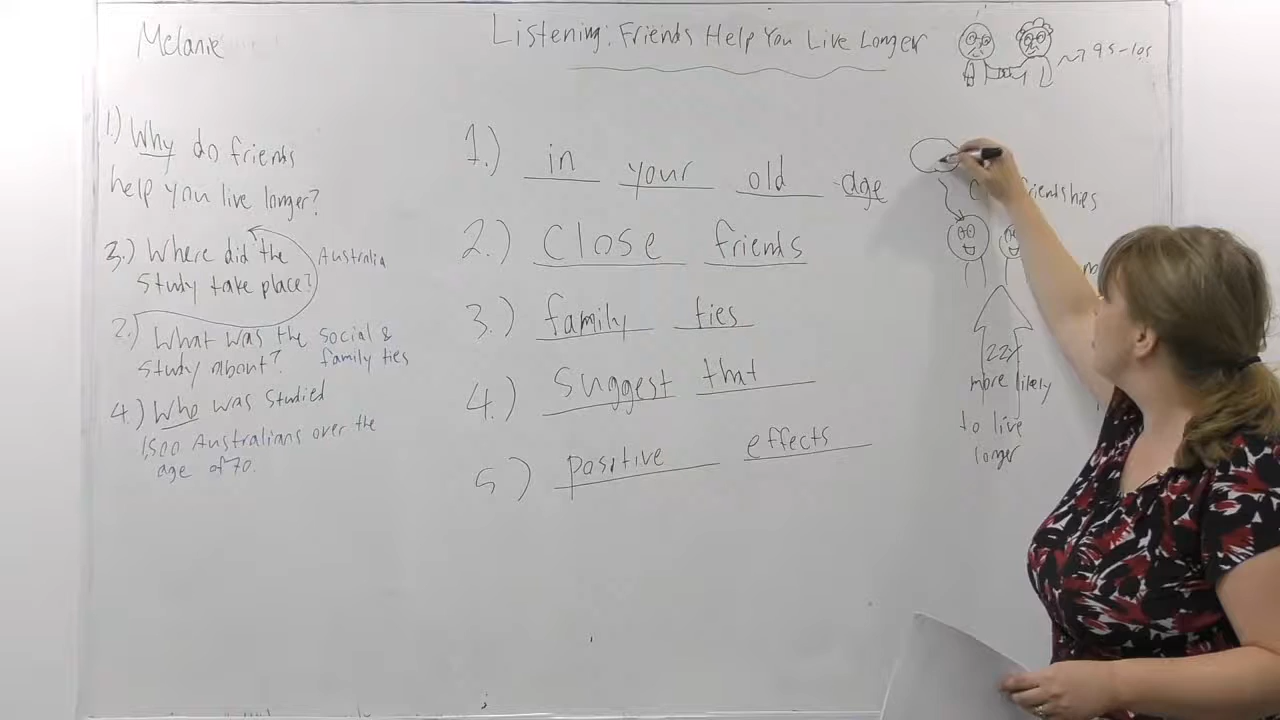 Melanie
Listening: Friends Help You Live Longer
95-105
1.) Why do friends
help you live longer?
3.) Where did the Australia
study take place?
2.) What was the social &
study about? family ties
4.) Who was studied
1,500 Australians over the
age of 70.
1.) in your old age
2.) Close friends
3.) family ties
4.) suggest that
5) positive effects
22%
more likely
to live
longer